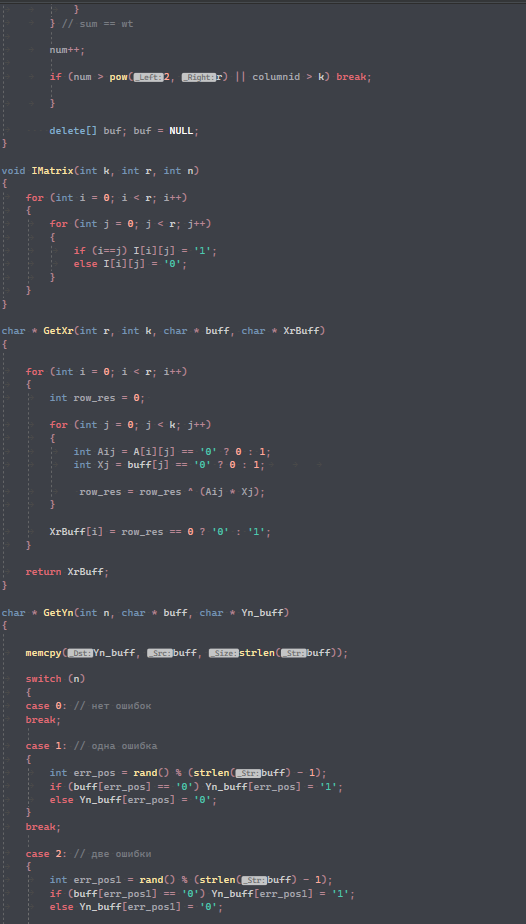 }
} // sum == wt
num++;
if (num > pow(_Left:2, _Right:r) || columnid > k) break;
}
delete[] buf; buf = NULL;
}
void IMatrix(int k, int r, int n)
{
for (int i = 0; i < r; i++)
{
for (int j = 0; j < r; j++)
{
if (i==j) I[i][j] = '1';
else I[i][j] = '0';
}
}
}
char * GetXr(int r, int k, char * buff, char * XrBuff)
{
for (int i = 0; i < r; i++)
{
int row_res = 0;
for (int j = 0; j < k; j++)
{
int Aij = A[i][j] == '0' ? 0 : 1;
int Xj = buff[j] == '0' ? 0 : 1;
row_res = row_res ^ (Aij * Xj);
}
XrBuff[i] = row_res == 0 ? '0' : '1';
}
return XrBuff;
}
char * GetYn(int n, char * buff, char * Yn_buff)
{
memcpy(_Dst:Yn_buff, _Src:buff, _Size:strlen(_Str:buff));
switch (n)
{
case 0: // нет ошибок
break;
case 1: // одна ошибка
{
int err_pos = rand() % (strlen(_Str:buff) - 1);
if (buff[err_pos] == '0') Yn_buff[err_pos] = '1';
else Yn_buff[err_pos] = '0';
}
break;
case 2: // две ошибки
{
int err_pos1 = rand() % (strlen(_Str:buff) - 1);
if (buff[err_pos1] == '0') Yn_buff[err_pos1] = '1';
else Yn_buff[err_pos1] = '0';